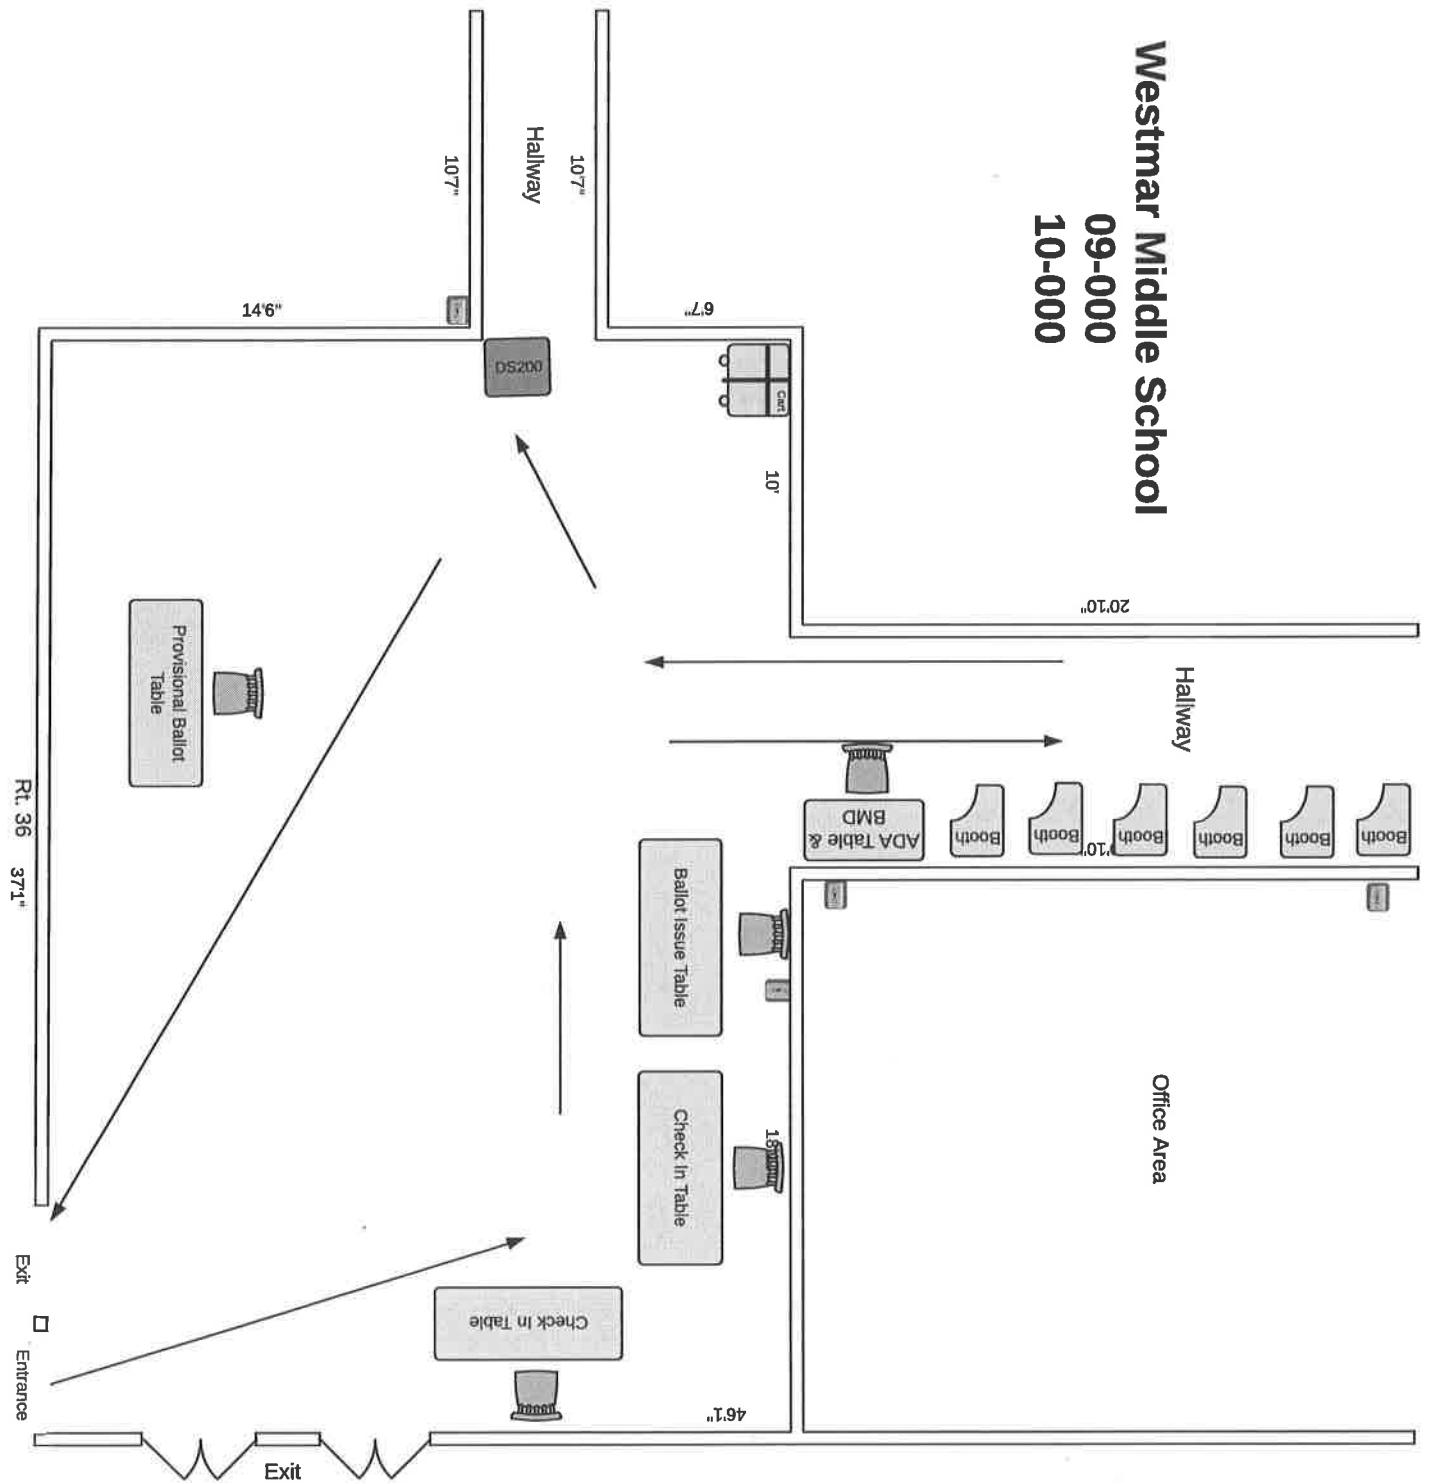 Westmar Middle School
09-000
10-000
Hallway
10'7"
10'7"
14'6"
6'7"
DS200
Cart
10'
20'10"
Hallway
Provisional Ballot
Table
Rt. 36
37'1"
ADA Table &
BMD
Booth
Booth
Booth
Booth
Booth
Booth
Ballot Issue Table
Check In Table
Office Area
Check In Table
46'1"
Exit
Entrance
Exit